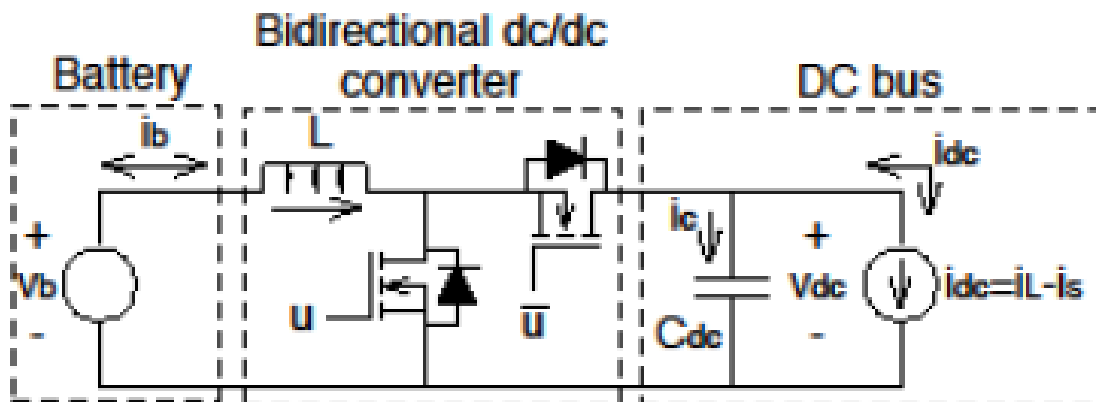 Bidirectional dc/dc
converter
Battery
DC bus
ib
L
idc
ic
+
Vb
-
u
u̅
Cdc
+
Vdc
-
idc=iL-is